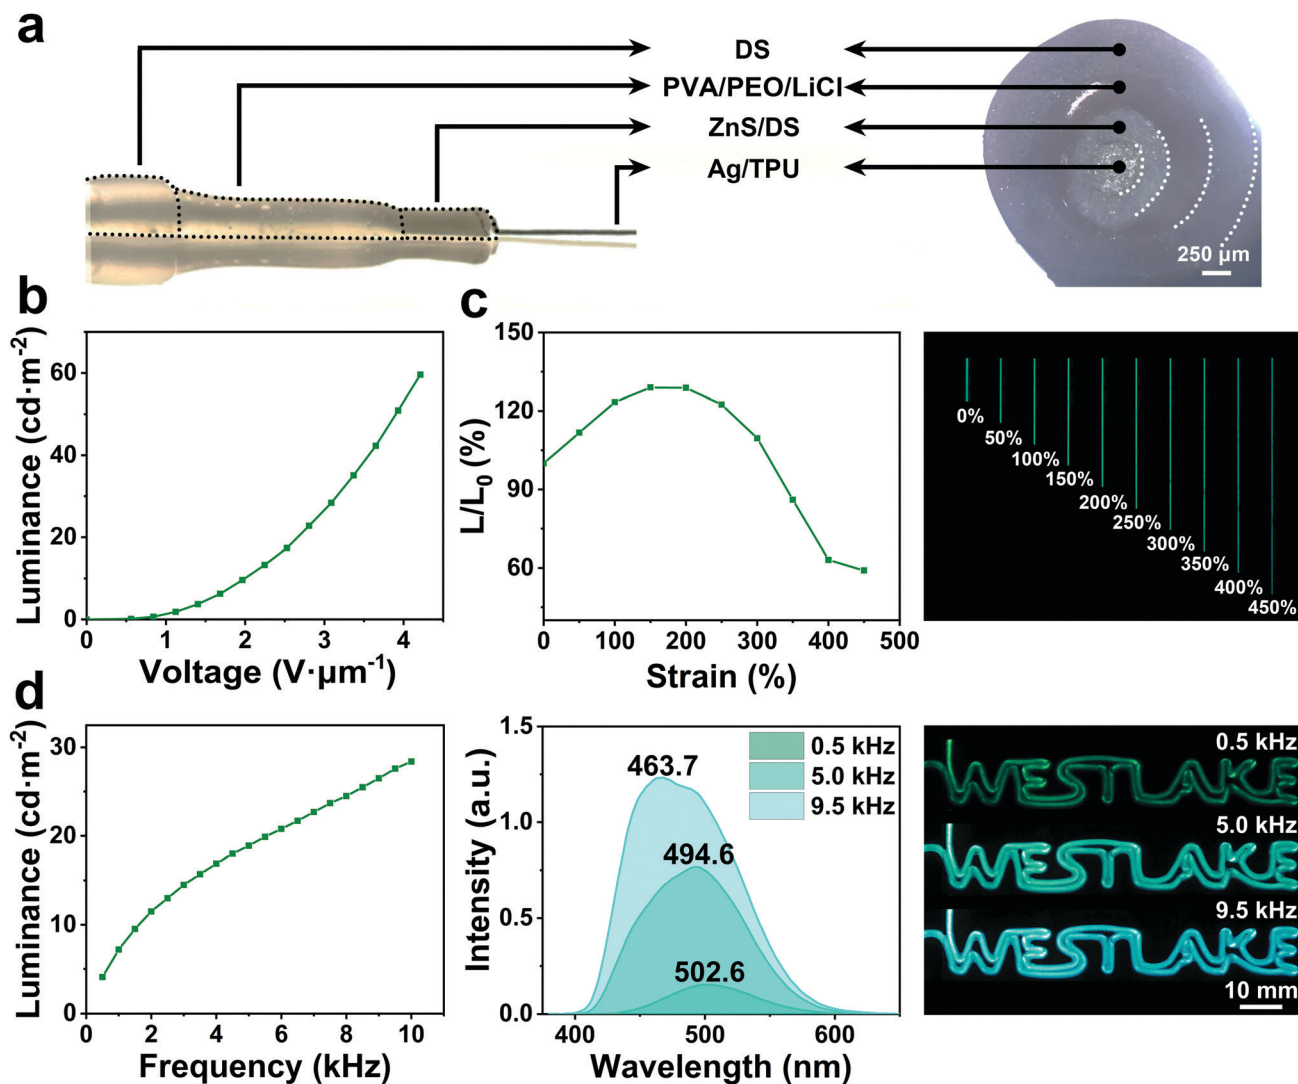 a
DS
PVA/PEO/LiCl
ZnS/DS
Ag/TPU
250 µm
b
Luminance (cd·m⁻²)
60
40
20
0
0 1 2 3 4
Voltage (V·µm⁻¹)
c
L/L₀ (%)
150
120
90
60
0 100 200 300 400 500
Strain (%)
0%
50%
100%
150%
200%
250%
300%
350%
400%
450%
d
Luminance (cd·m⁻²)
30
20
10
0
0 2 4 6 8 10
Frequency (kHz)
Intensity (a.u.)
1.5
1.0
0.5
0.0
400 500 600
Wavelength (nm)
0.5 kHz
5.0 kHz
9.5 kHz
463.7
494.6
502.6
0.5 kHz
WESTLAKE
5.0 kHz
WESTLAKE
9.5 kHz
WESTLAKE
10 mm